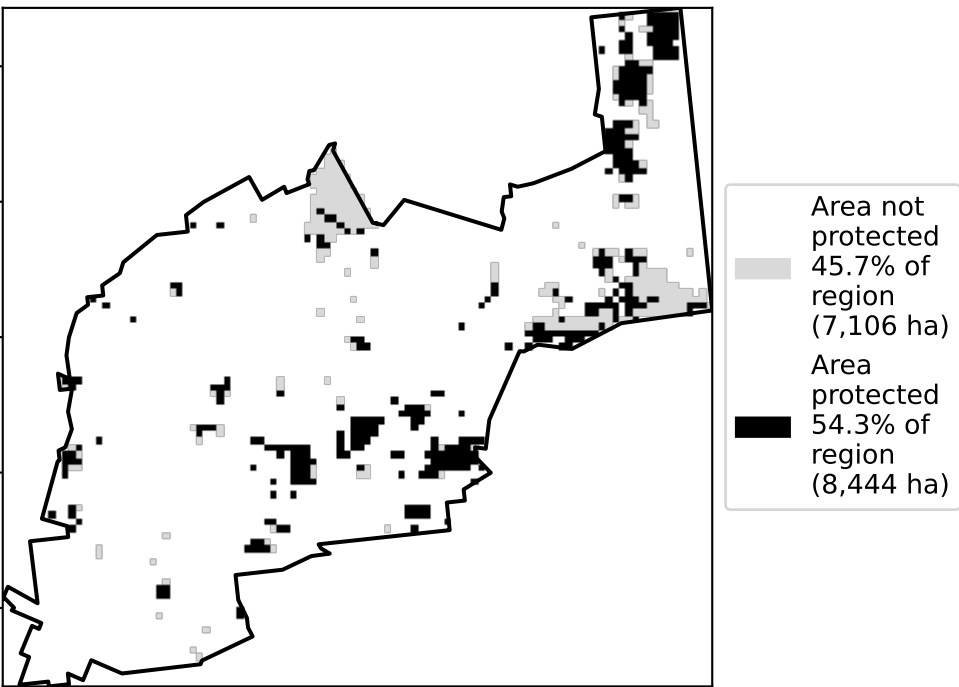 Area not
protected
45.7% of
region
(7,106 ha)
Area
protected
54.3% of
region
(8,444 ha)